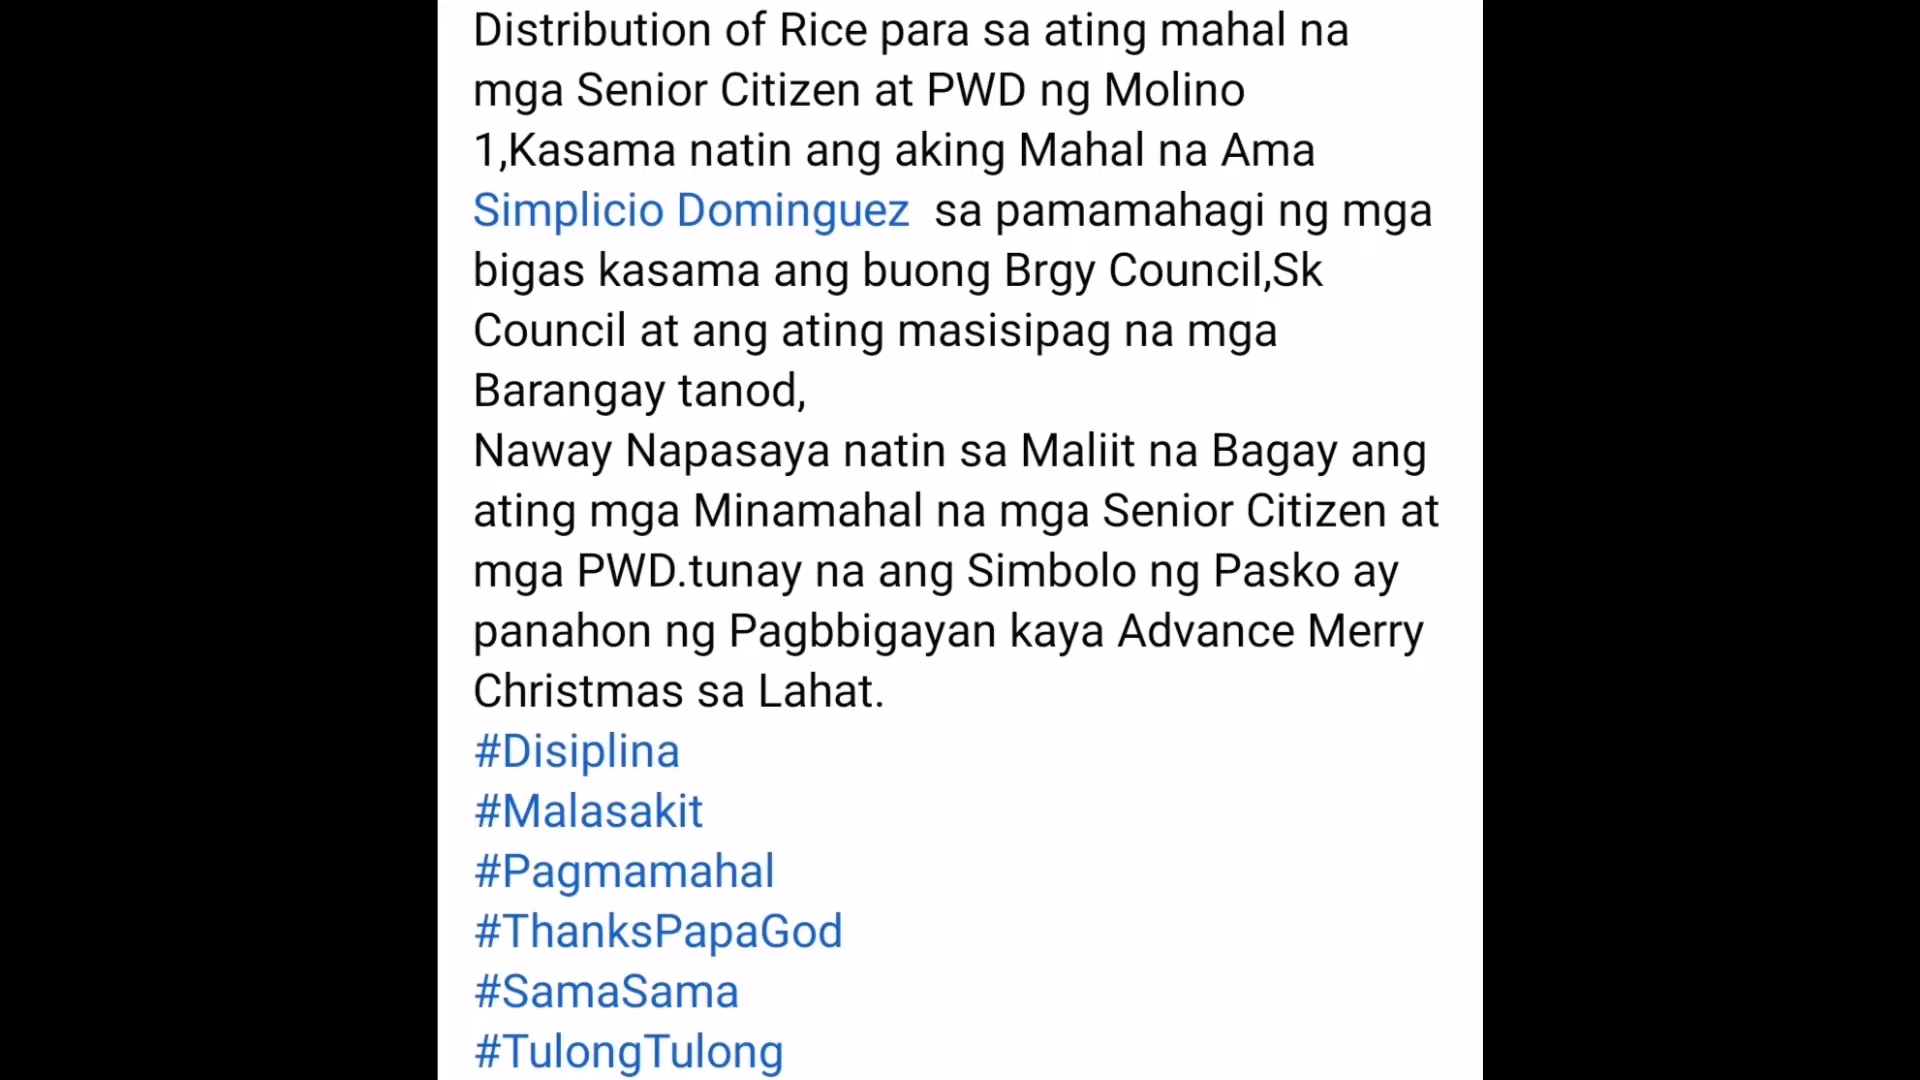 Distribution of Rice para sa ating mahal na
mga Senior Citizen at PWD ng Molino
1,Kasama natin ang aking Mahal na Ama
Simplicio Dominguez sa pamamahagi ng mga
bigas kasama ang buong Brgy Council,Sk
Council at ang ating masisipag na mga
Barangay tanod,
Naway Napasaya natin sa Maliit na Bagay ang
ating mga Minamahal na mga Senior Citizen at
mga PWD.tunay na ang Simbolo ng Pasko ay
panahon ng Pagbbigayan kaya Advance Merry
Christmas sa Lahat.
#Disiplina
#Malasakit
#Pagmamahal
#ThanksPapaGod
#SamaSama
#TulongTulong